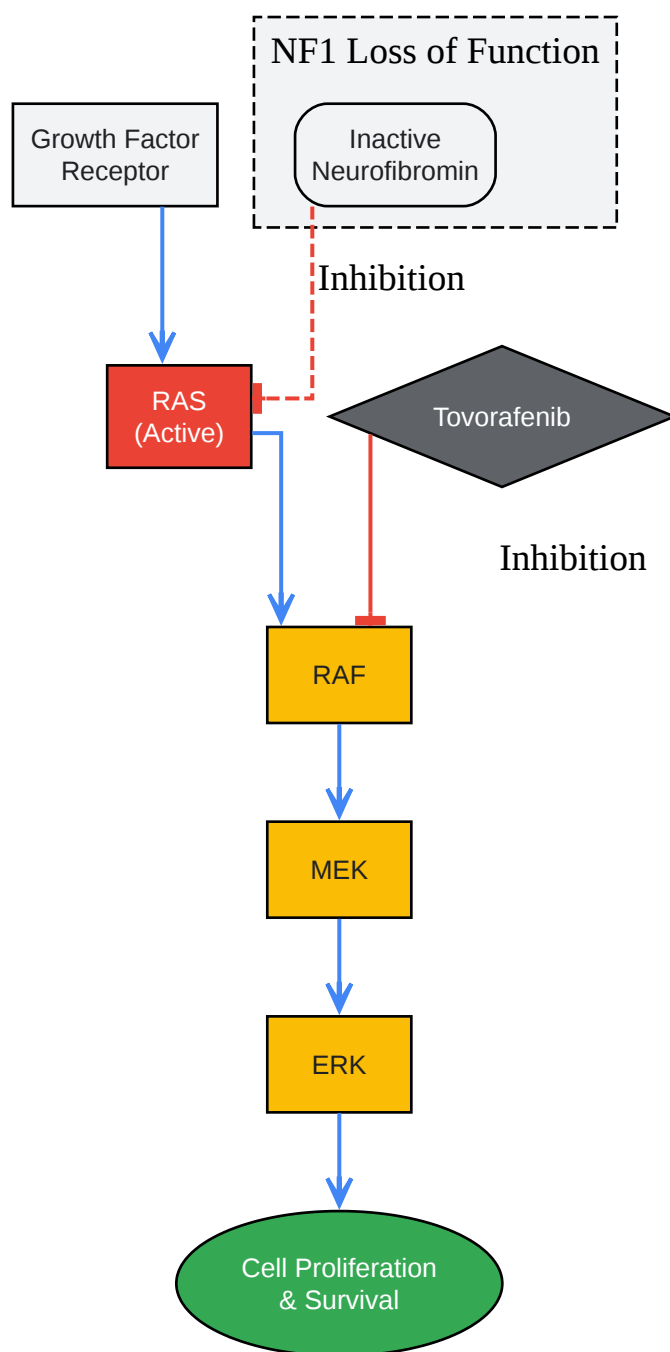 NF1 Loss of Function
Growth Factor
Receptor
Inactive
Neurofibromin
Inhibition
RAS
(Active)
Tovorafenib
Inhibition
RAF
MEK
ERK
Cell Proliferation
& Survival